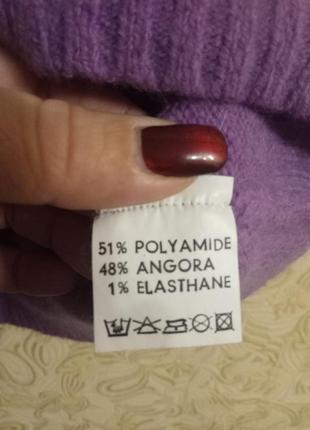 51% POLYAMIDE
48% ANGORA
1% ELASTHANE